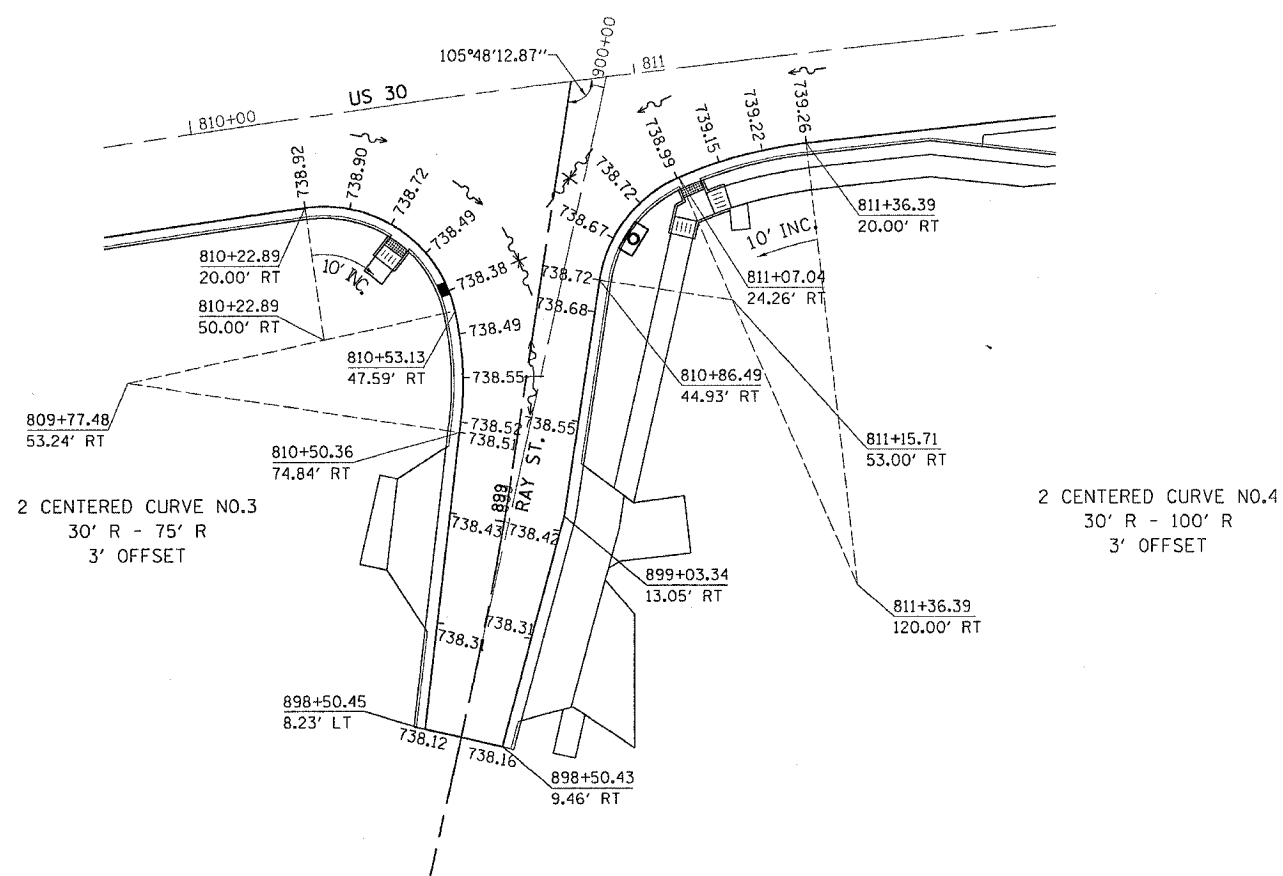 900+00
105°48'12.87"
811
US 30
810+00
738.92
738.90
738.72
738.49
738.38
738.49
738.55
738.52
738.51
738.43
738.31
738.12
739.26
739.22
739.15
738.99
738.72
738.67
738.72
738.68
738.55
738.42
738.31
738.16
810+22.89
20.00' RT
10' INC.
810+22.89
50.00' RT
810+53.13
47.59' RT
809+77.48
53.24' RT
810+50.36
74.84' RT
2 CENTERED CURVE NO.3
30' R - 75' R
3' OFFSET
899
RAY ST.
898+50.45
8.23' LT
811+36.39
20.00' RT
10' INC.
811+07.04
24.26' RT
810+86.49
44.93' RT
811+15.71
53.00' RT
2 CENTERED CURVE NO.4
30' R - 100' R
3' OFFSET
899+03.34
13.05' RT
811+36.39
120.00' RT
898+50.43
9.46' RT